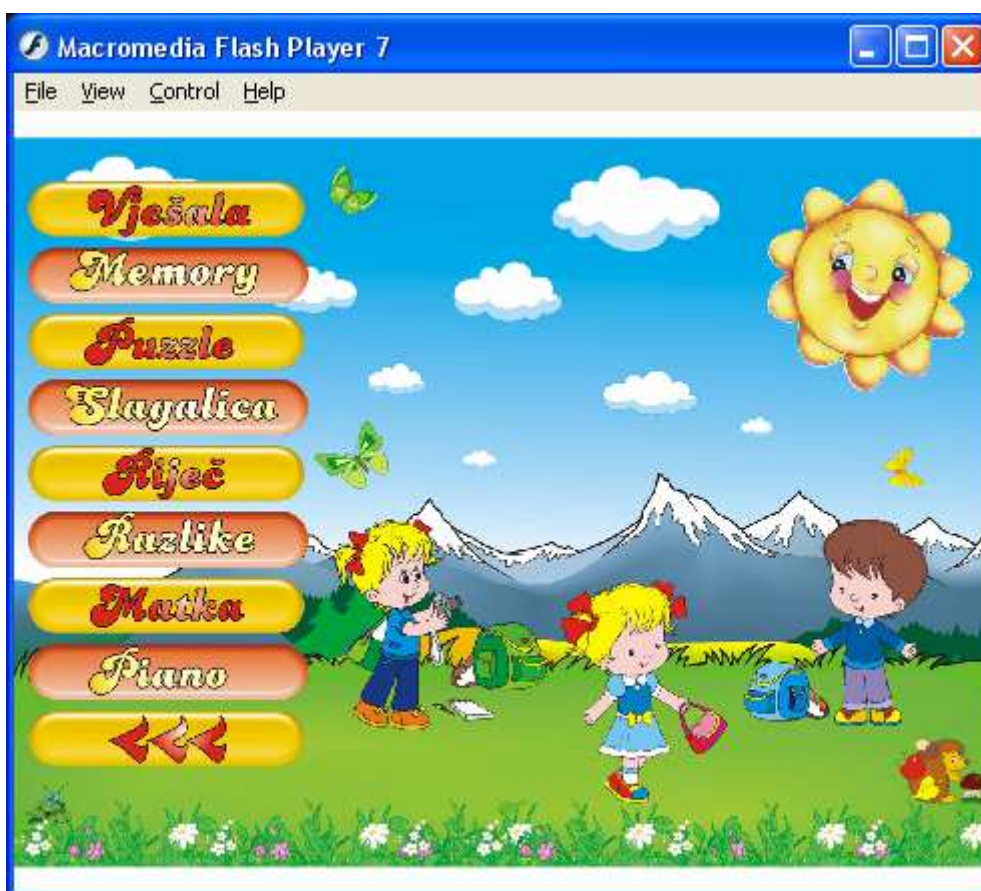 Macromedia Flash Player 7
File View Control Help
Vješala
Memory
Puzzle
Slagalica
Riječ
Razlike
Matka
Piano